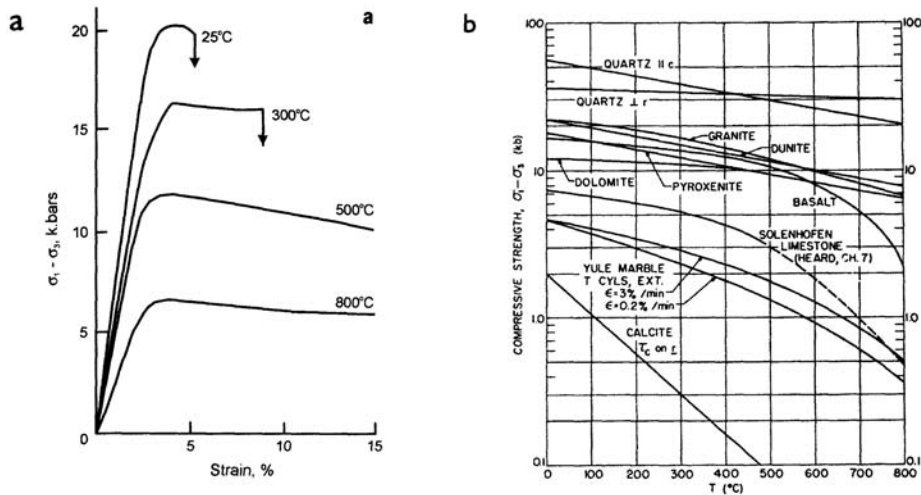 a
a
σ₁ – σ₃, k.bars
20
15
10
5
0
25°C
300°C
500°C
800°C
0
5
10
15
Strain, %
b
COMPRESSIVE STRENGTH, σ₁–σ₃ (kb)
100
10
1.0
0.1
100
10
1.0
0.1
QUARTZ || c
QUARTZ ⊥ r
GRANITE
DUNITE
DOLOMITE
PYROXENITE
BASALT
SOLENHOFEN
LIMESTONE
(HEARD, CH. 7)
YULE MARBLE
T CYLS, EXT.
ϵ=3% /min
ϵ=0.2% /min
CALCITE
τc on r
0 100 200 300 400 500 600 700 800
T (°C)